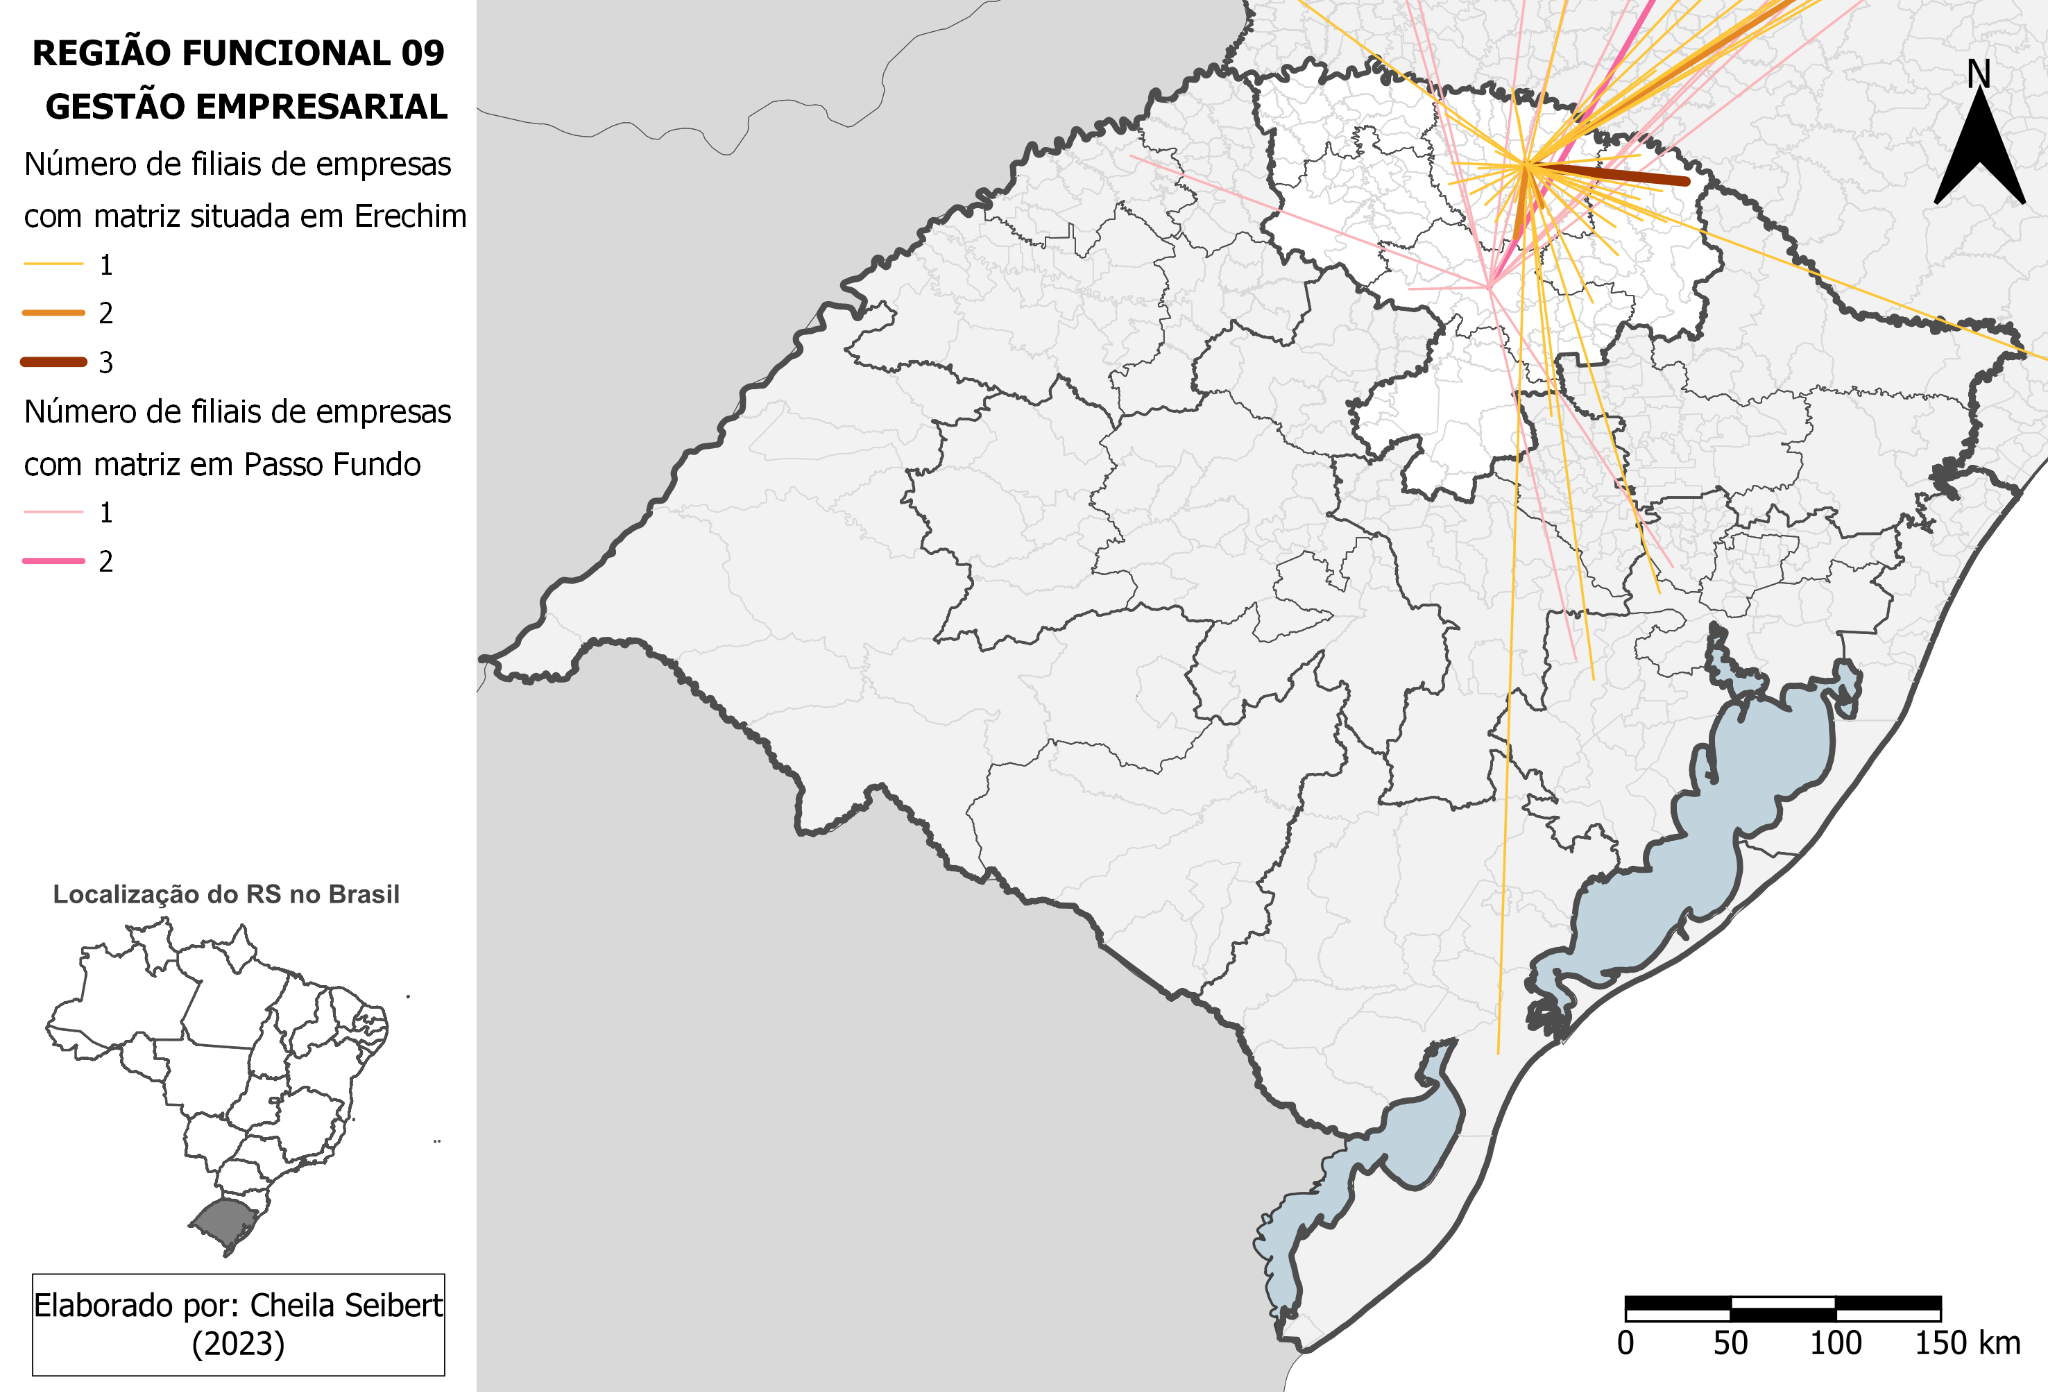 REGIÃO FUNCIONAL 09
GESTÃO EMPRESARIAL
Número de filiais de empresas
com matriz situada em Erechim
1
2
3
Número de filiais de empresas
com matriz em Passo Fundo
1
2
Localização do RS no Brasil
Elaborado por: Cheila Seibert
(2023)
N
0 50 100 150 km